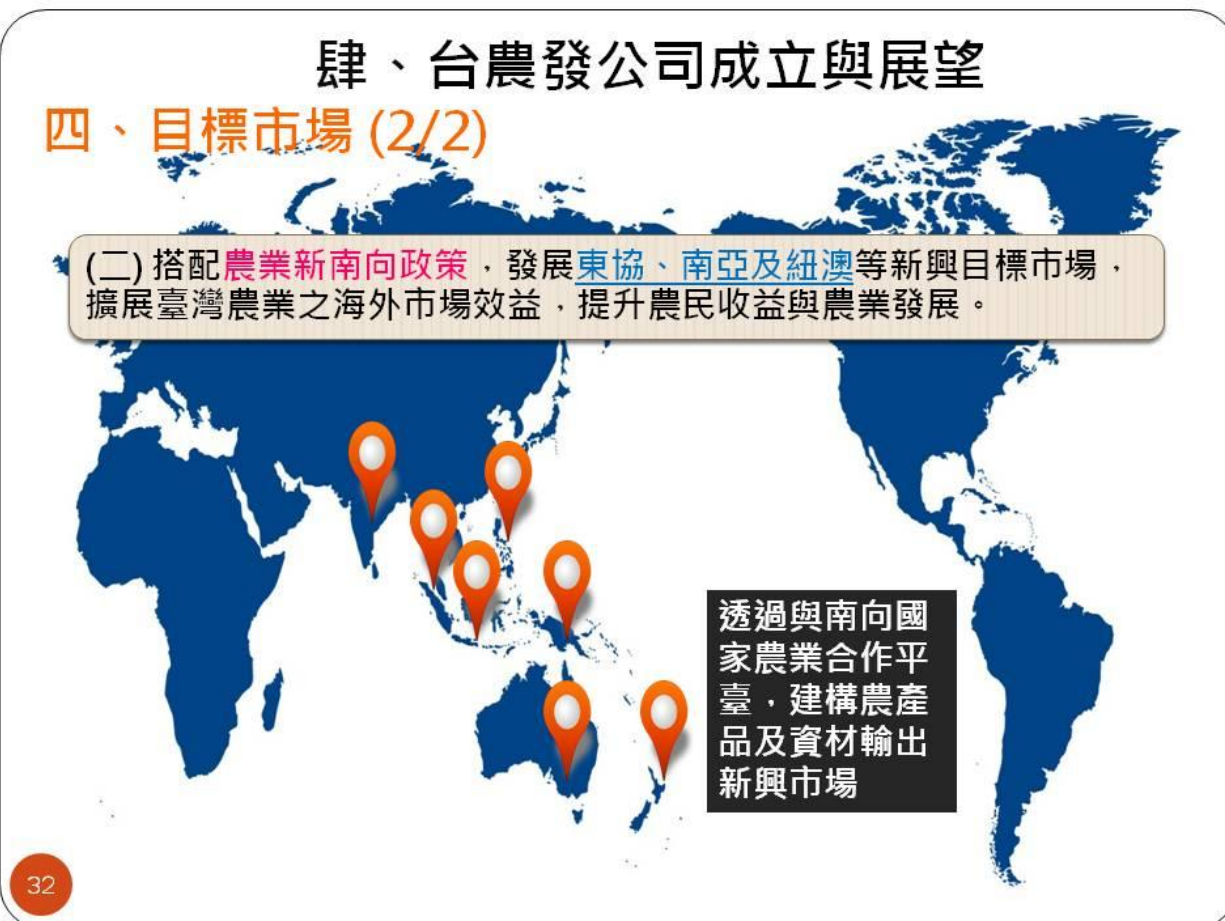 肆、台農發公司成立與展望
四、目標市場 (2/2)
(二) 搭配農業新南向政策，發展東協、南亞及紐澳等新興目標市場，
擴展臺灣農業之海外市場效益，提升農民收益與農業發展。
透過與南向國
家農業合作平
臺，建構農產
品及資材輸出
新興市場
32